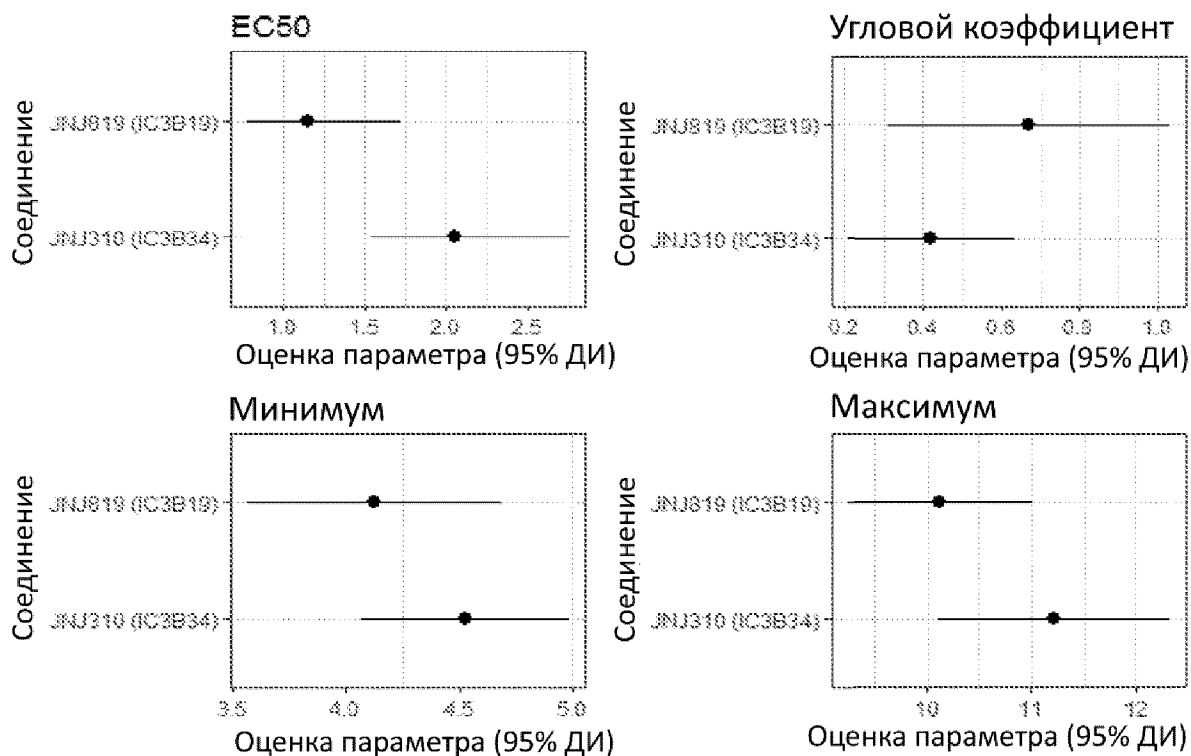 EC50
Соединение
JNJ819 (IC3B19)
JNJ310 (IC3B34)
1.0 1.5 2.0 2.5
Оценка параметра (95% ДИ)
Угловой коэффициент
Соединение
JNJ819 (IC3B19)
JNJ310 (IC3B34)
0.2 0.4 0.6 0.8 1.0
Оценка параметра (95% ДИ)
Минимум
Соединение
JNJ819 (IC3B19)
JNJ310 (IC3B34)
3.5 4.0 4.5 5.0
Оценка параметра (95% ДИ)
Максимум
Соединение
JNJ819 (IC3B19)
JNJ310 (IC3B34)
10 11 12
Оценка параметра (95% ДИ)